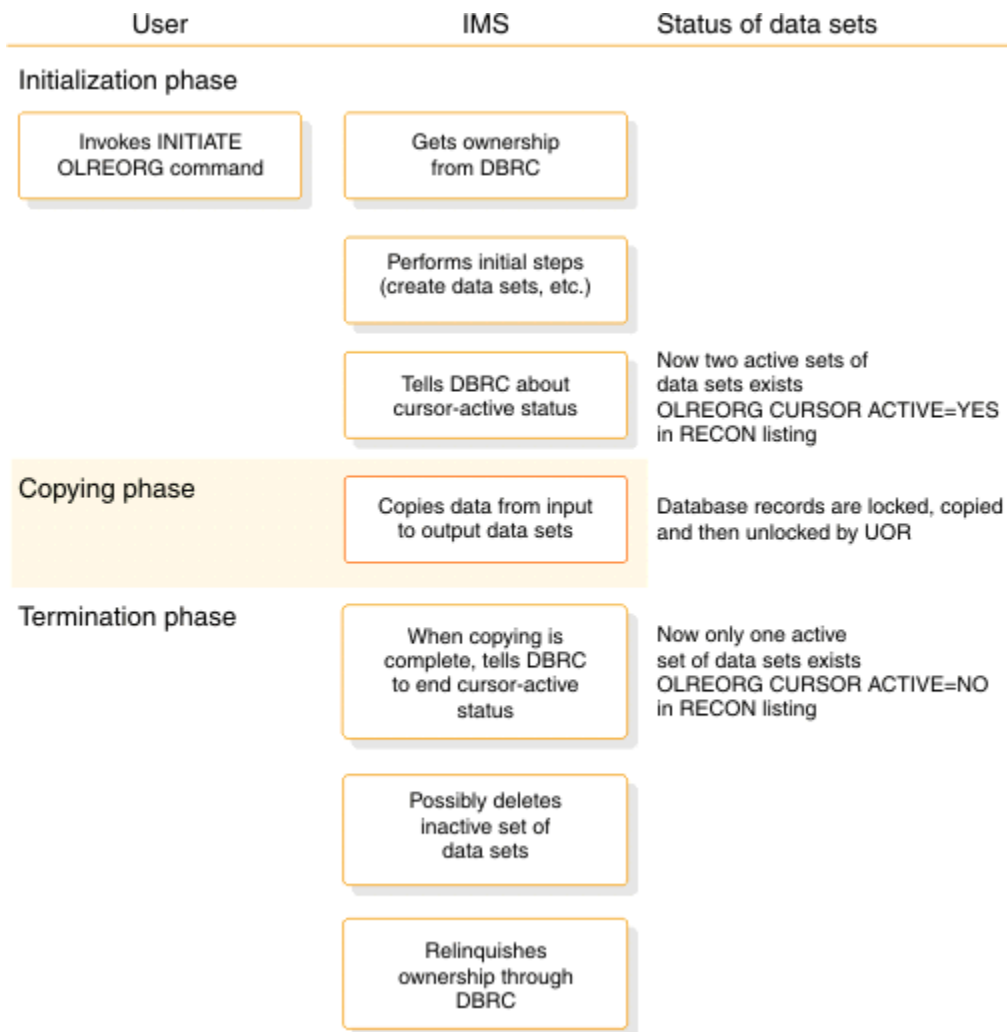 User
IMS
Status of data sets
Initialization phase
Invokes INITIATE
OLREORG command
Gets ownership
from DBRC
Performs initial steps
(create data sets, etc.)
Tells DBRC about
cursor-active status
Now two active sets of
data sets exists
OLREORG CURSOR ACTIVE=YES
in RECON listing
Copying phase
Copies data from input
to output data sets
Database records are locked, copied
and then unlocked by UOR
Termination phase
When copying is
complete, tells DBRC
to end cursor-active
status
Now only one active
set of data sets exists
OLREORG CURSOR ACTIVE=NO
in RECON listing
Possibly deletes
inactive set of
data sets
Relinquishes
ownership through
DBRC